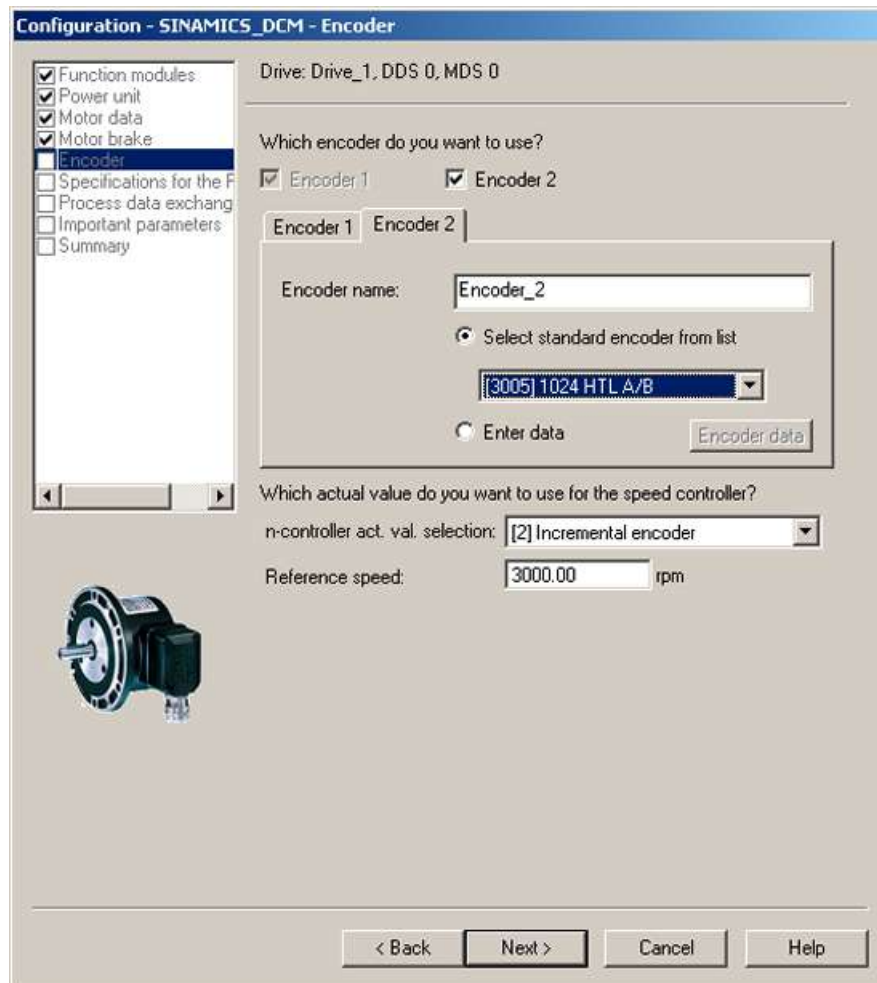 Configuration - SINAMICS_DCM - Encoder
Function modules
Power unit
Motor data
Motor brake
Encoder
Specifications for the P
Process data exchang
Important parameters
Summary
Drive: Drive_1, DDS 0, MDS 0
Which encoder do you want to use?
Encoder 1 Encoder 2
Encoder 1 Encoder 2
Encoder name: Encoder_2
Select standard encoder from list
[3005] 1024 HTL A/B
Enter data Encoder data
Which actual value do you want to use for the speed controller?
n-controller act. val. selection: [2] Incremental encoder
Reference speed: 3000.00 rpm
< Back Next > Cancel Help